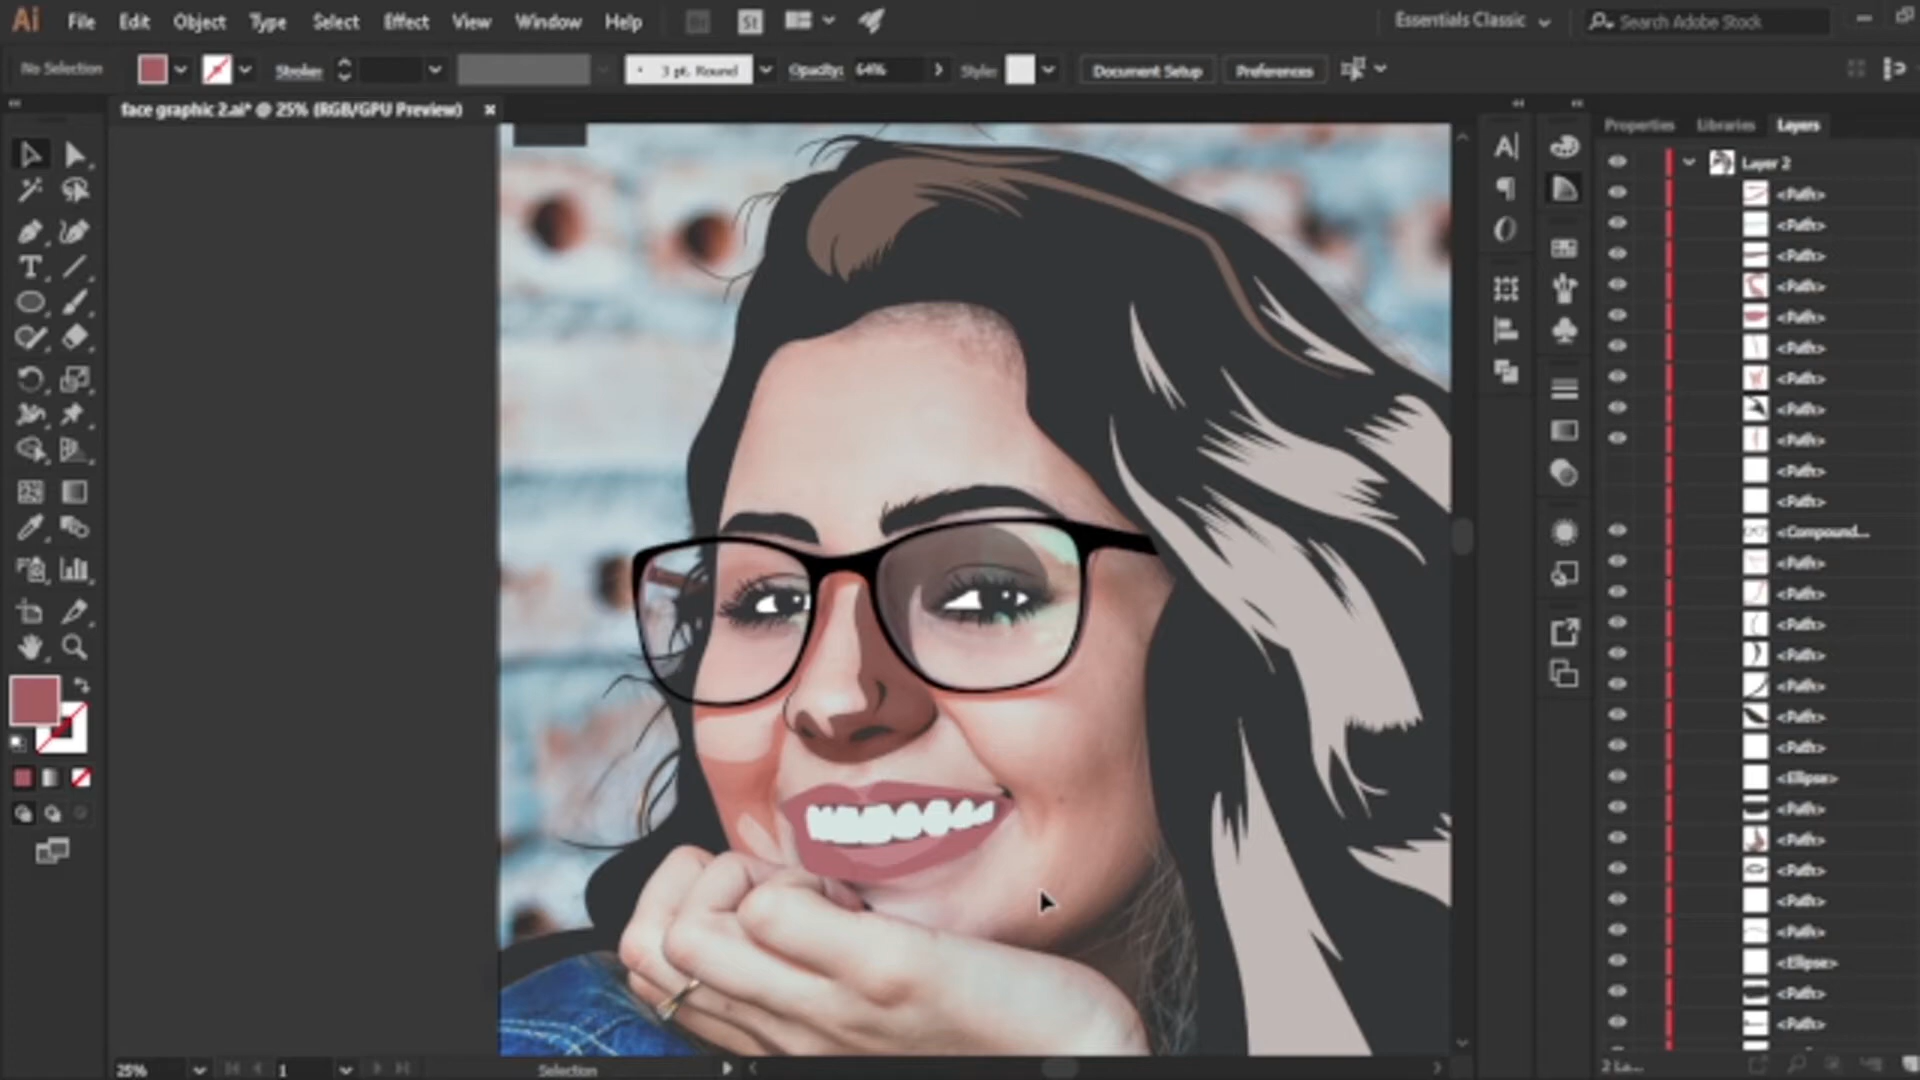 Ai File Edit Object Type Select Effect View Window Help Br St Essentials Classic Search Adobe Stock
No Selection Stroke: 3 pt. Round Opacity: 64% Style: Document Setup Preferences
face graphic 2.ai* @ 25% (RGB/GPU Preview)
Properties Libraries Layers
Layer 2
<Path>
<Path>
<Path>
<Path>
<Path>
<Path>
<Path>
<Path>
<Path>
<Path>
<Path>
<Compound...
<Path>
<Path>
<Path>
<Path>
<Path>
<Path>
<Path>
<Ellipse>
<Path>
<Path>
<Path>
<Path>
<Path>
<Ellipse>
<Path>
<Path>
25% 1 Selection 2 La...